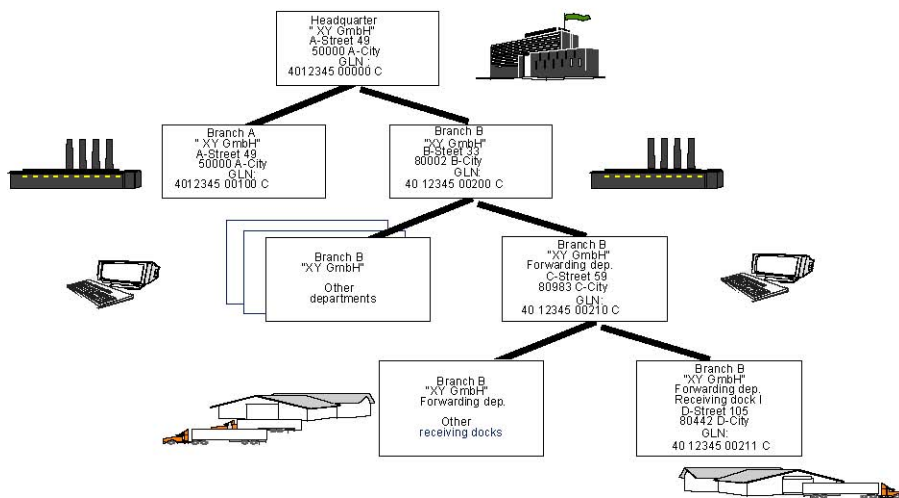 Headquarter
" XY GmbH"
A-Street 49
50000 A-City
GLN :
4012345 00000 C
Branch A
" XY GmbH"
A-Street 49
50000 A-City
GLN:
4012345 00100 C
Branch B
"XY GmbH"
B-Steet 33
80002 B-City
GLN:
40 12345 00200 C
Branch B
"XY GmbH"
Other
departments
Branch B
"XY GmbH"
Forwarding dep.
C-Street 59
80983 C-City
GLN:
40 12345 00210 C
Branch B
"XY GmbH"
Forwarding dep.
Other
receiving docks
Branch B
"XY GmbH"
Forwarding dep.
Receiving dock I
D-Street 105
80442 D-City
GLN:
40 12345 00211 C